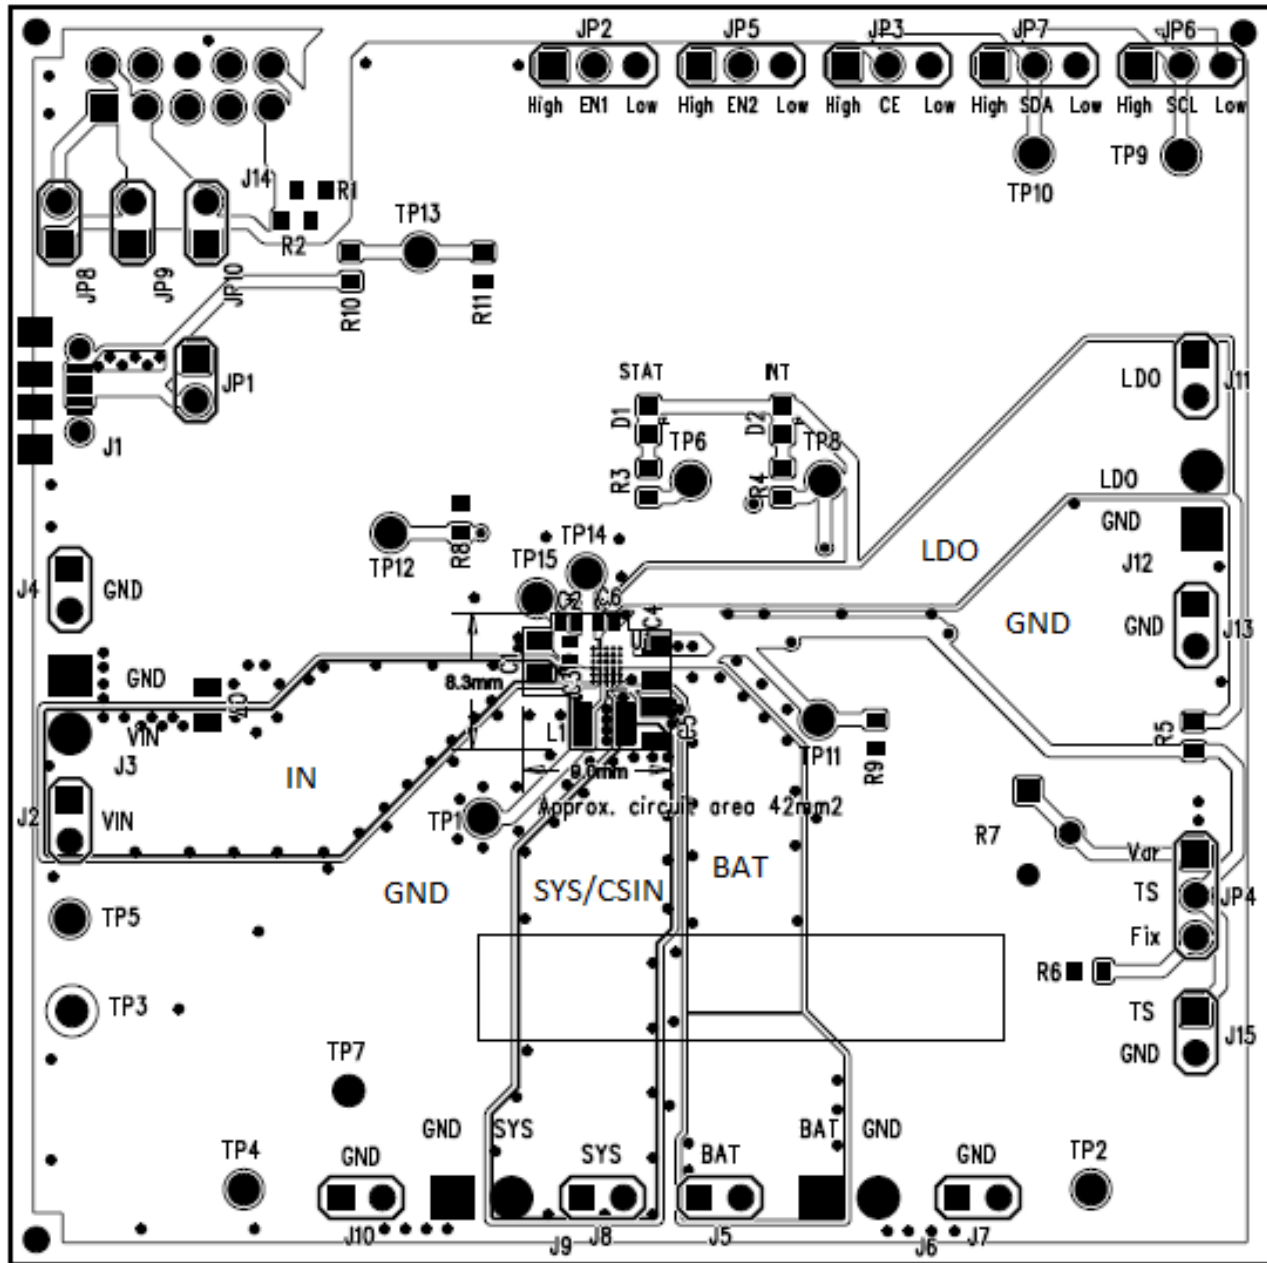 JP2 JP5 JP3 JP7 JP6
High EN1 Low High EN2 Low High CE Low High SDA Low High SCL Low
TP9
TP10
J14 R1
R2 TP13
JP8 JP9 JP10 R10 R11
JP1
J1
STAT INT
D1 D2
TP6 TP8
R3 R4
LDO J11
LDO
GND
J12
GND J13
LDO
GND
TP12 R8
TP14
TP15
C2 C6
C4
U1
C1
C3
8.3mm
L1
C5
9.0mm
Approx. circuit area 42mm2
J4 GND
GND
VIN
J3
J2 VIN
IN
TP1
TP11
R9
R5
R7
Var
TS JP4
Fix
R6
TS
GND J15
GND
SYS/CSIN
BAT
TP5
TP3
TP7
TP4
GND
J10
GND SYS
SYS
J9 J8
BAT
J5
BAT GND
J6
GND
J7
TP2